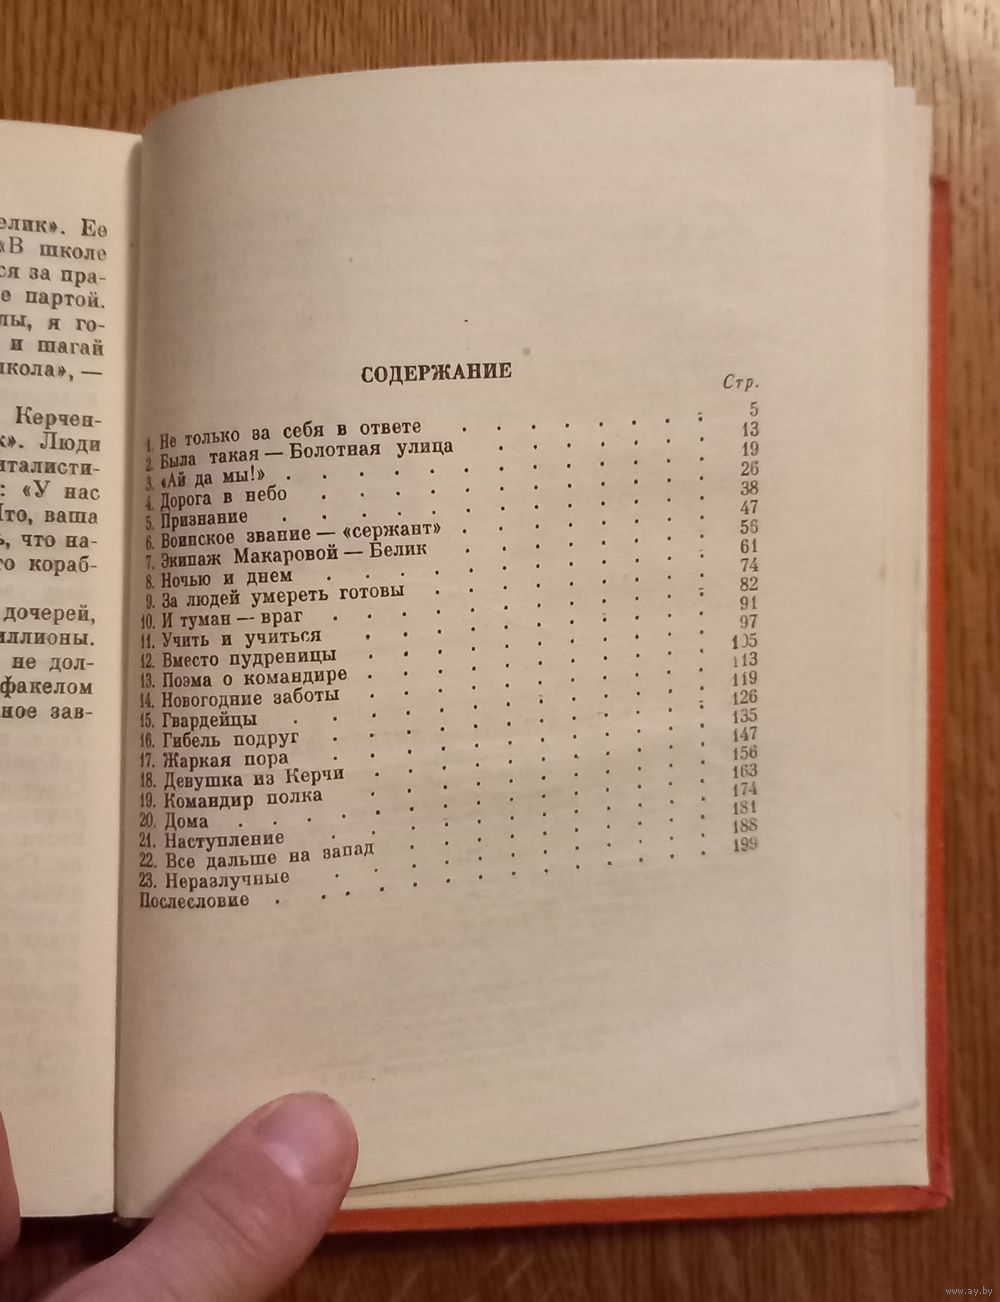 елик». Ее
«В школе
ся за пра-
е партой.
лы, я го-
и шагай
школа», —
Керчен-
к». Люди
италисти-
: «У нас
Что, ваша
ь, что на-
го кораб-
дочерей,
иллионы.
не дол-
факелом
ное зав-
СОДЕРЖАНИЕ
Стр.
1. Не только за себя в ответе . . . . . . . . 5
2. Была такая — Болотная улица . . . . . . . 13
3. «Ай да мы!» . . . . . . . . . . 19
4. Дорога в небо . . . . . . . . . . 26
5. Признание . . . . . . . . . . 38
6. Воинское звание — «сержант» . . . . . . . 47
7. Экипаж Макаровой — Белик . . . . . . . 56
8. Ночью и днем . . . . . . . . . . 61
9. За людей умереть готовы . . . . . . . . 74
10. И туман — враг . . . . . . . . . . 82
11. Учить и учиться . . . . . . . . . . 91
12. Вместо пудреницы . . . . . . . . . . 97
13. Поэма о командире . . . . . . . . . . 105
14. Новогодние заботы . . . . . . . . . . 113
15. Гвардейцы . . . . . . . . . . 119
16. Гибель подруг . . . . . . . . . . 126
17. Жаркая пора . . . . . . . . . . 135
18. Девушка из Керчи . . . . . . . . . . 147
19. Командир полка . . . . . . . . . . 156
20. Дома . . . . . . . . . . 163
21. Наступление . . . . . . . . . . 174
22. Все дальше на запад . . . . . . . . . 181
23. Неразлучные . . . . . . . . . . 188
Послесловие . . . . . . . . . . 199
www.ay.by